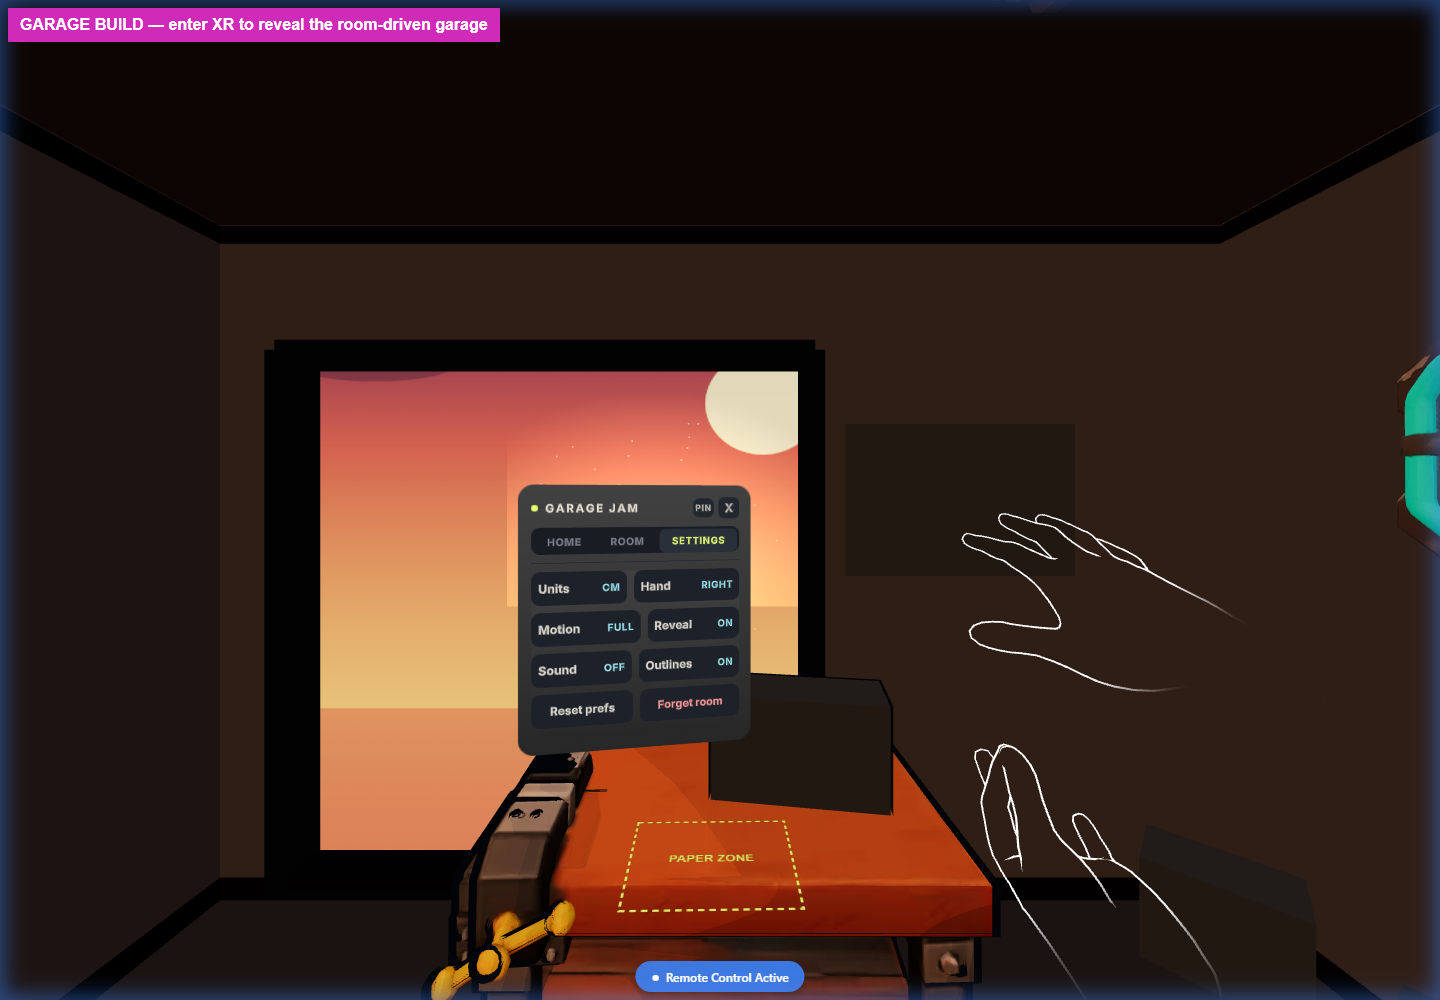 GARAGE BUILD — enter XR to reveal the room-driven garage
GARAGE JAM PIN X
HOME ROOM SETTINGS
Units CM Hand RIGHT
Motion FULL Reveal ON
Sound OFF Outlines ON
Reset prefs Forget room
PAPER ZONE
Remote Control Active